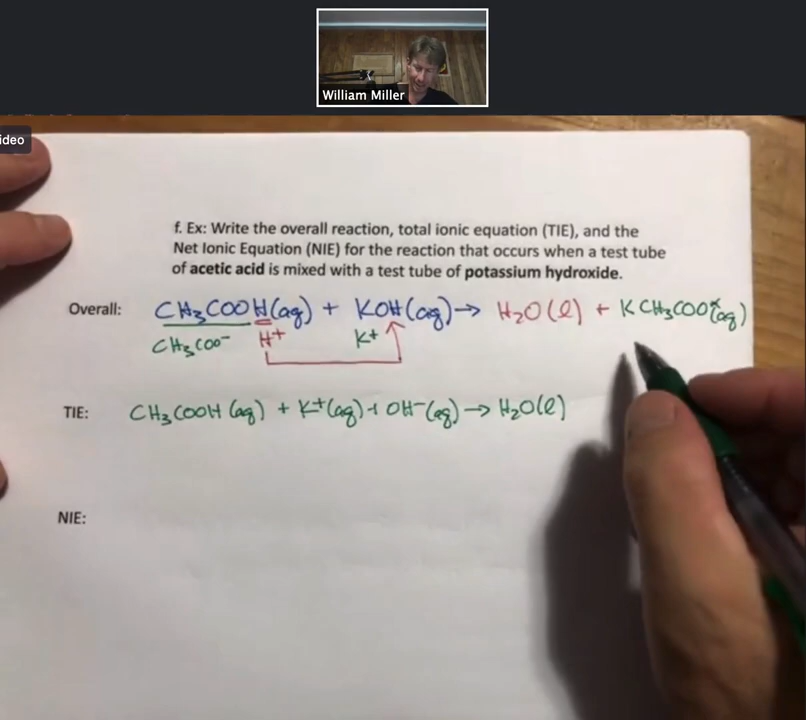 William Miller
ideo
f. Ex: Write the overall reaction, total ionic equation (TIE), and the
Net Ionic Equation (NIE) for the reaction that occurs when a test tube
of acetic acid is mixed with a test tube of potassium hydroxide.
Overall: CH₃COOH(aq) + KOH(aq) → H₂O(l) + KCH₃COO(aq)
CH₃COO⁻ H⁺ K⁺
TIE: CH₃COOH(aq) + K⁺(aq) + OH⁻(aq) → H₂O(l)
NIE: